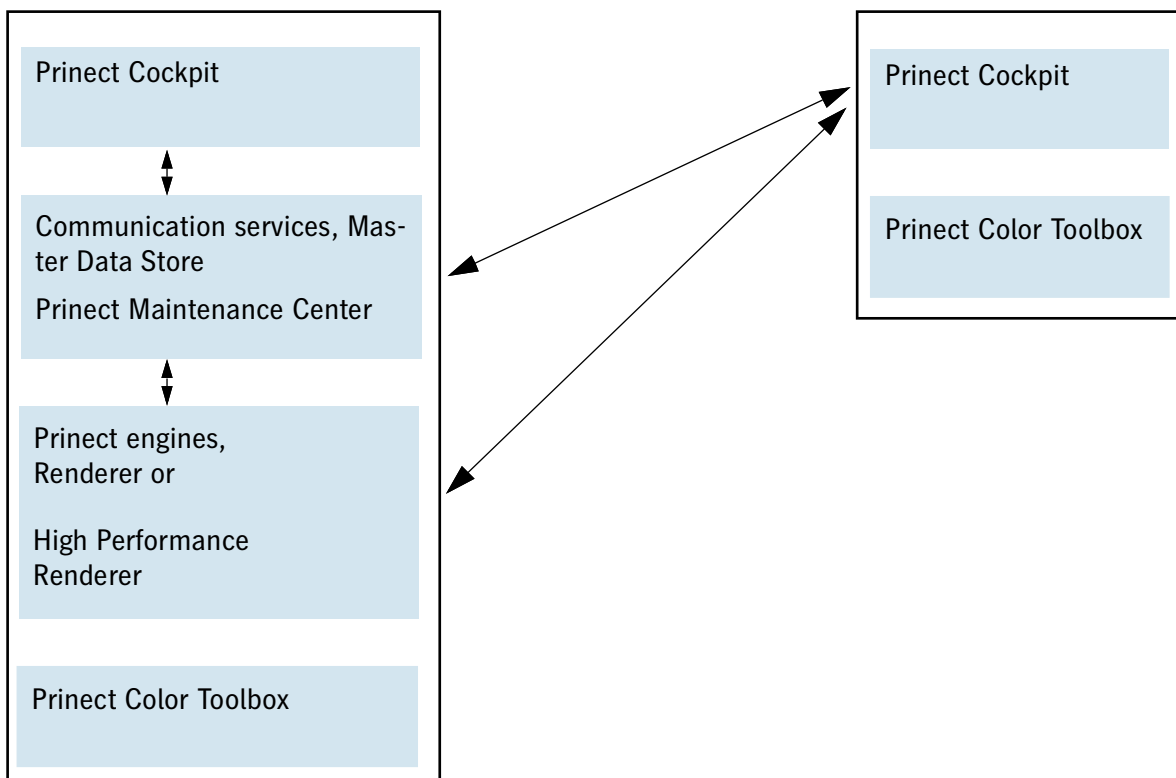 Prinect Cockpit
Communication services, Mas-
ter Data Store
Prinect Maintenance Center
Prinect engines,
Renderer or
High Performance
Renderer
Prinect Color Toolbox
Prinect Cockpit
Prinect Color Toolbox